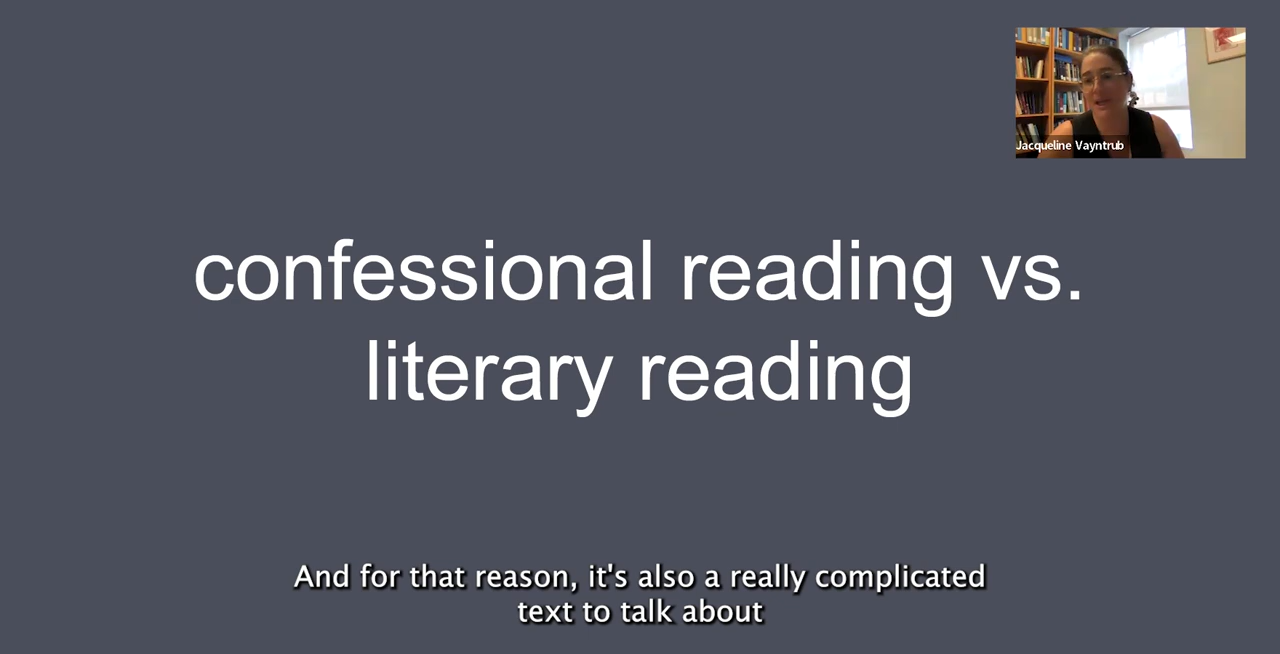 Jacqueline Vayntrub
confessional reading vs.
literary reading
And for that reason, it's also a really complicated
text to talk about